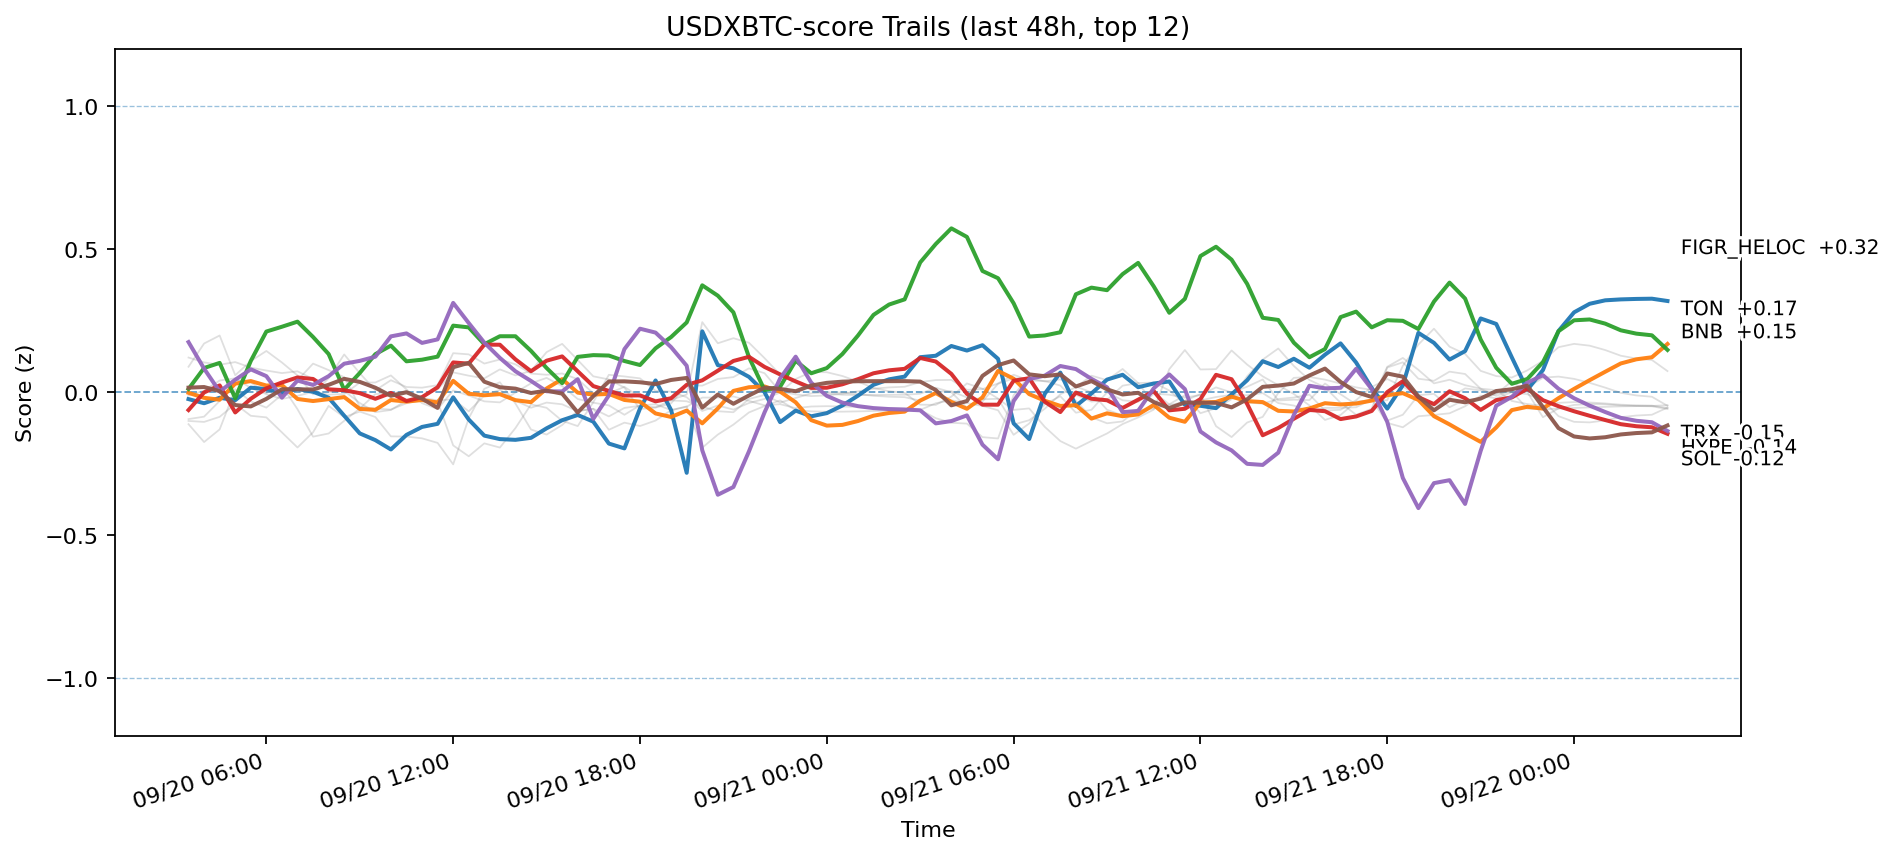 USDXBTC-score Trails (last 48h, top 12)
Score (z)
1.0
0.5
0.0
−0.5
−1.0
FIGR_HELOC +0.32
TON +0.17
BNB +0.15
TRX -0.15
HYPE -0.14
SOL -0.12
09/20 06:00
09/20 12:00
09/20 18:00
09/21 00:00
09/21 06:00
09/21 12:00
09/21 18:00
09/22 00:00
Time